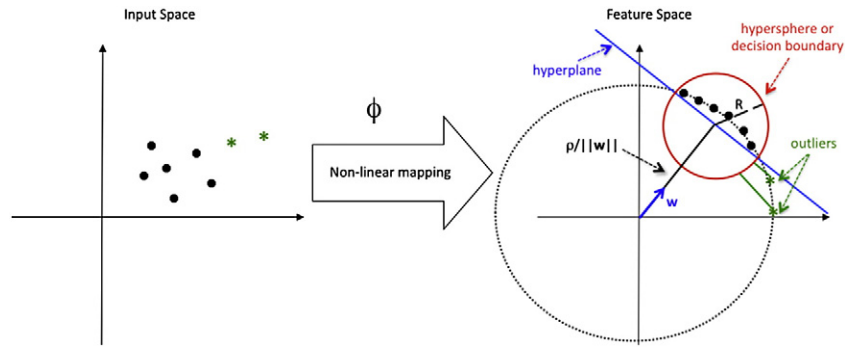 Input Space
Feature Space
hypersphere or
decision boundary
hyperplane
R
ϕ
Non-linear mapping
ρ/||w||
outliers
w